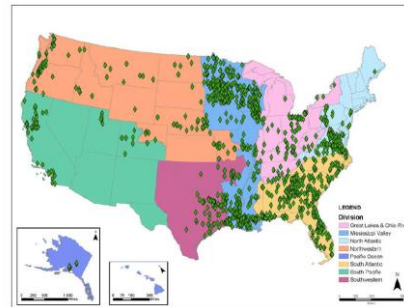 LEGEND
Division
Great Lakes & Ohio Riv
Mississippi Valley
North Atlantic
Northwestern
Pacific Ocean
South Atlantic
South Pacific
Southwestern
N